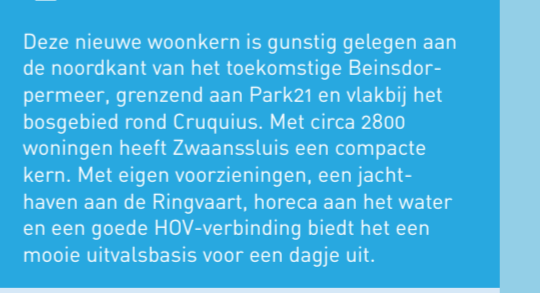 Deze nieuwe woonkern is gunstig gelegen aan
de noordkant van het toekomstige Beinsdor-
permeer, grenzend aan Park21 en vlakbij het
bosgebied rond Cruquius. Met circa 2800
woningen heeft Zwaanssluis een compacte
kern. Met eigen voorzieningen, een jacht-
haven aan de Ringvaart, horeca aan het water
en een goede HOV-verbinding biedt het een
mooie uitvalsbasis voor een dagje uit.